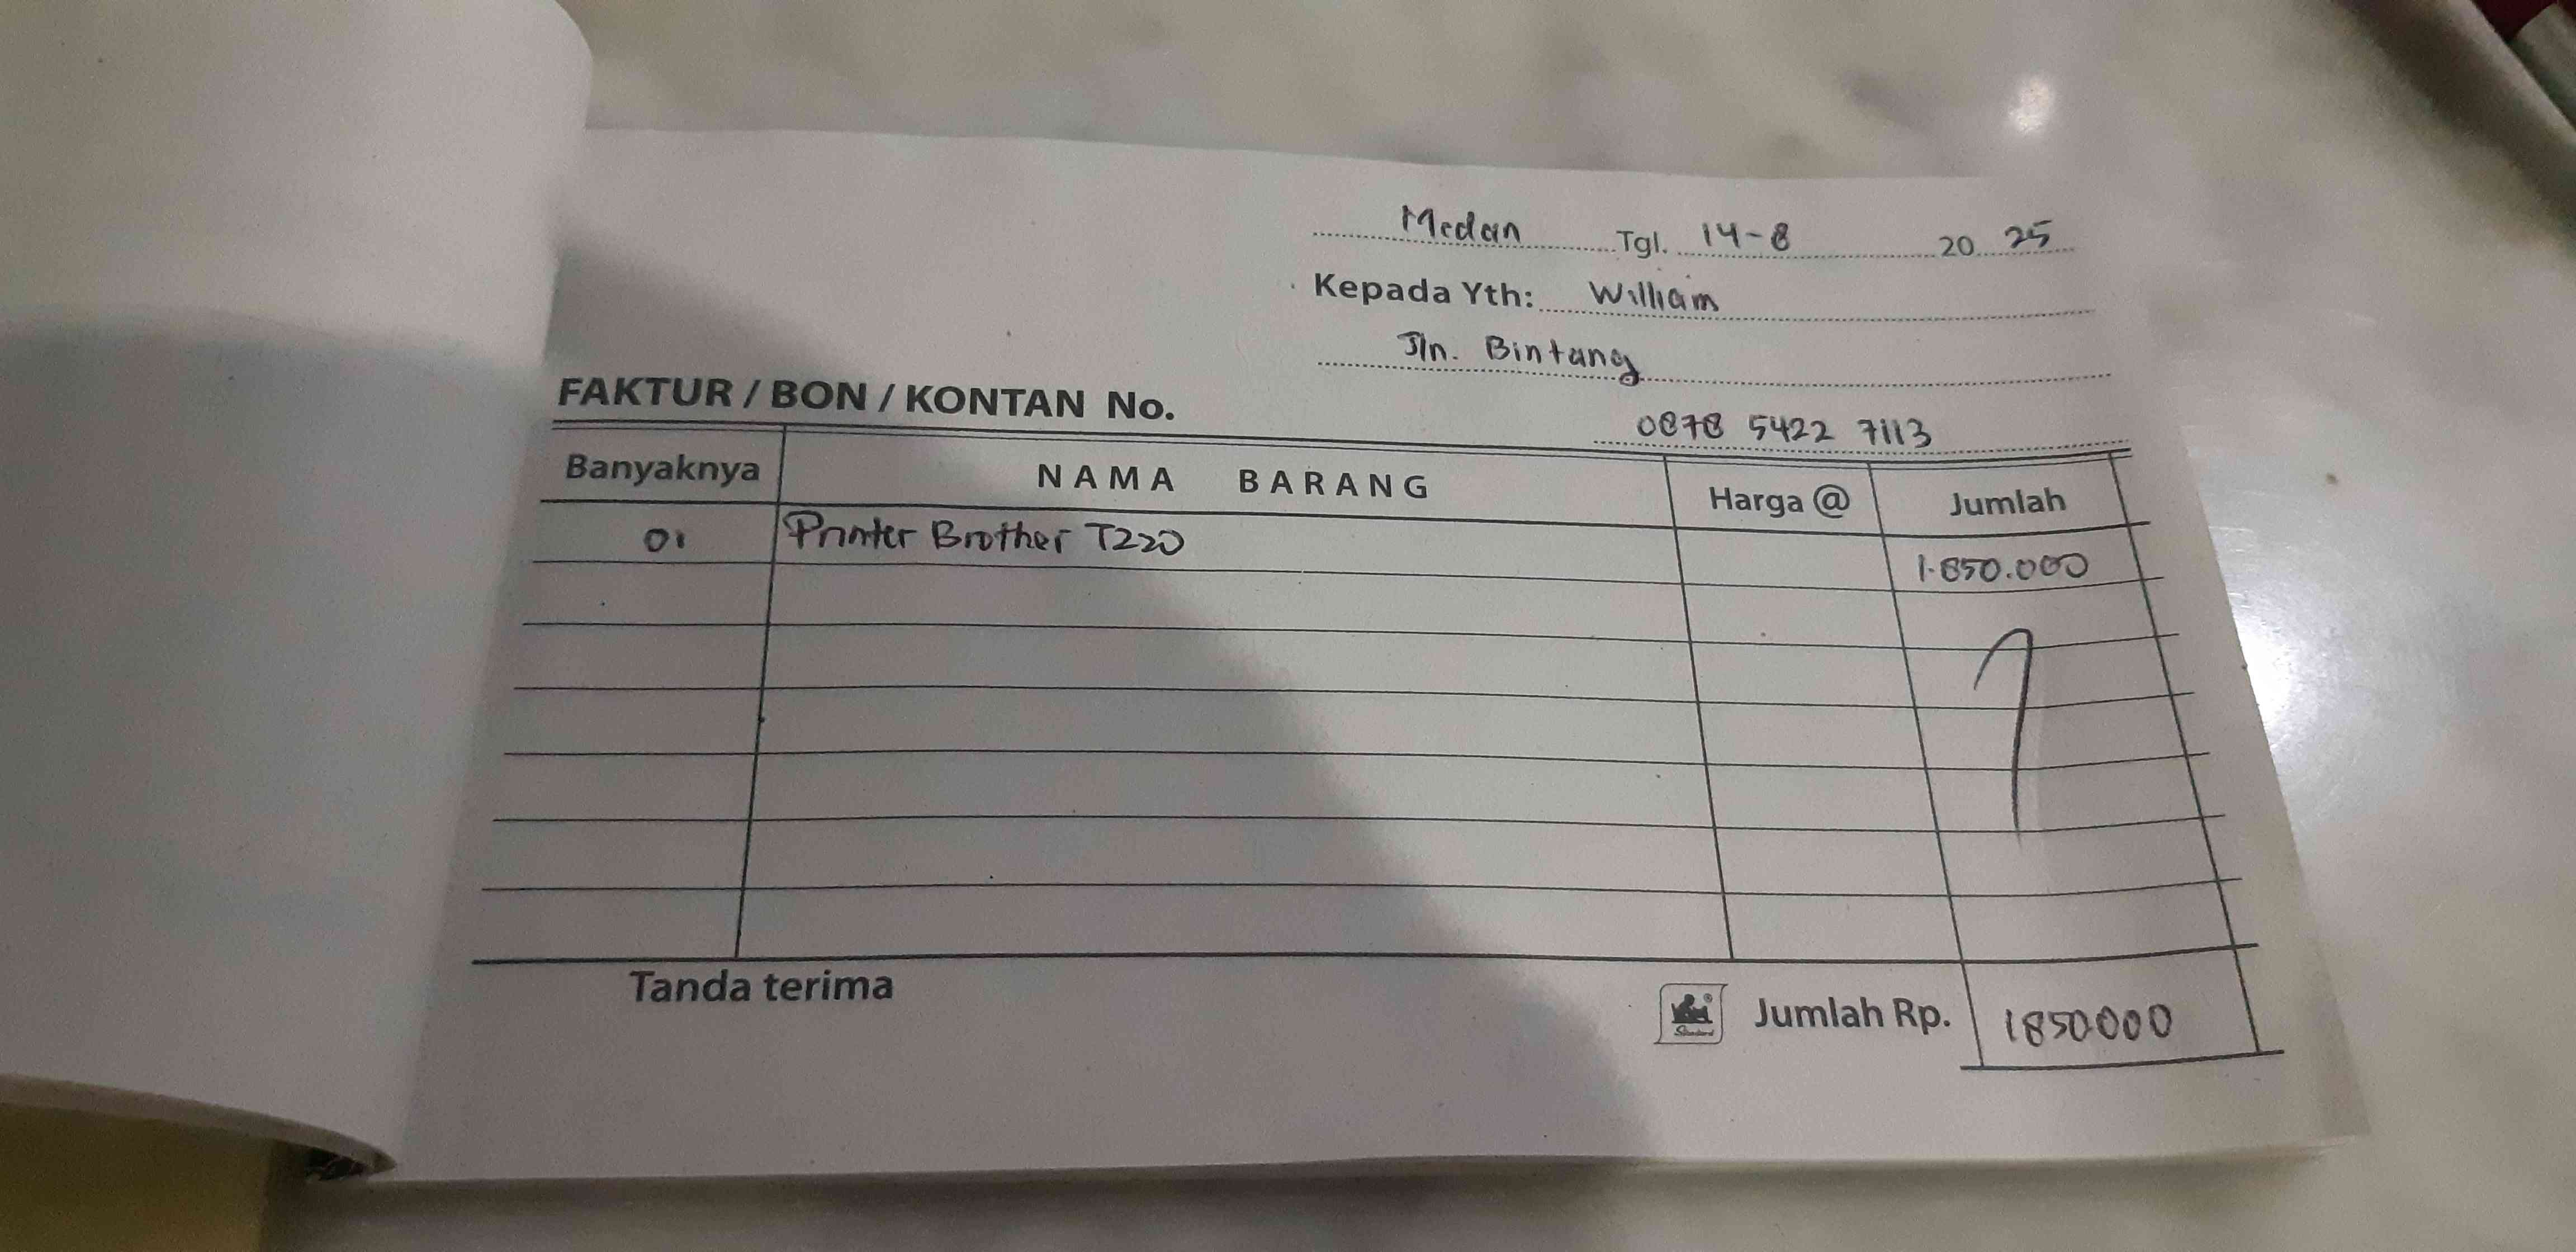 Medan Tgl. 14-8 20 25
Kepada Yth: William
Jln. Bintang
FAKTUR / BON / KONTAN No.
0878 5422 7113
Banyaknya NAMA BARANG Harga @ Jumlah
01 Printer Brother T220 1.850.000
Tanda terima Jumlah Rp. 1850000